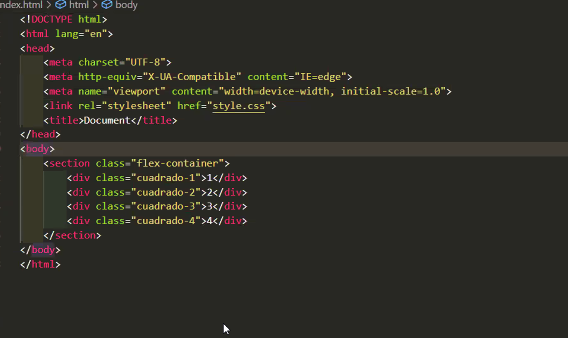 ndex.html > html > body
<!DOCTYPE html>
<html lang="en">
<head>
    <meta charset="UTF-8">
    <meta http-equiv="X-UA-Compatible" content="IE=edge">
    <meta name="viewport" content="width=device-width, initial-scale=1.0">
    <link rel="stylesheet" href="style.css">
    <title>Document</title>
</head>
<body>
    <section class="flex-container">
        <div class="cuadrado-1">1</div>
        <div class="cuadrado-2">2</div>
        <div class="cuadrado-3">3</div>
        <div class="cuadrado-4">4</div>
    </section>
</body>
</html>